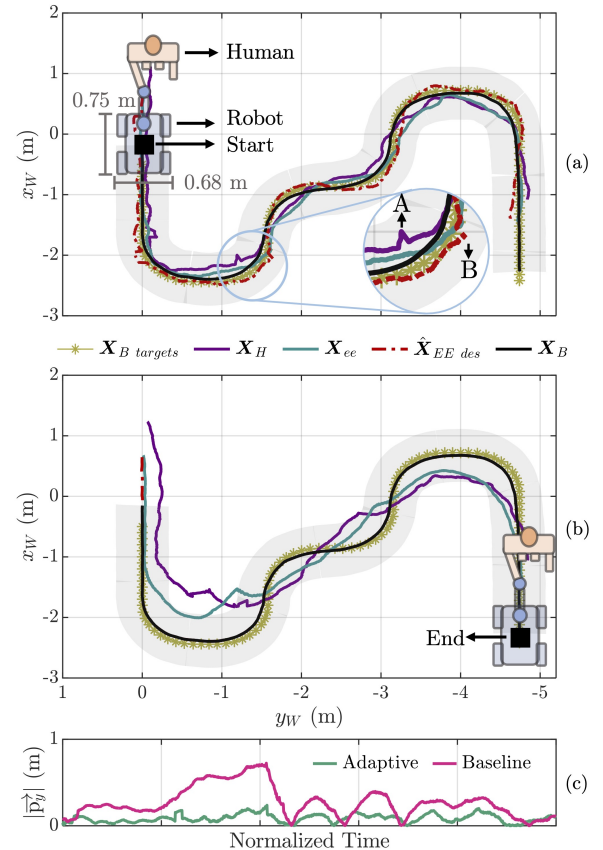 2
1
0
-1
-2
-3
x_W (m)
Human
0.75 m
Robot
Start
0.68 m
A
B
(a)
X_B targets
X_H
X_ee
X̂_EE des
X_B
2
1
0
-1
-2
-3
x_W (m)
End
(b)
1
0
-1
-2
-3
-4
-5
y_W (m)
1
0
|p⃗_y| (m)
Adaptive
Baseline
(c)
Normalized Time